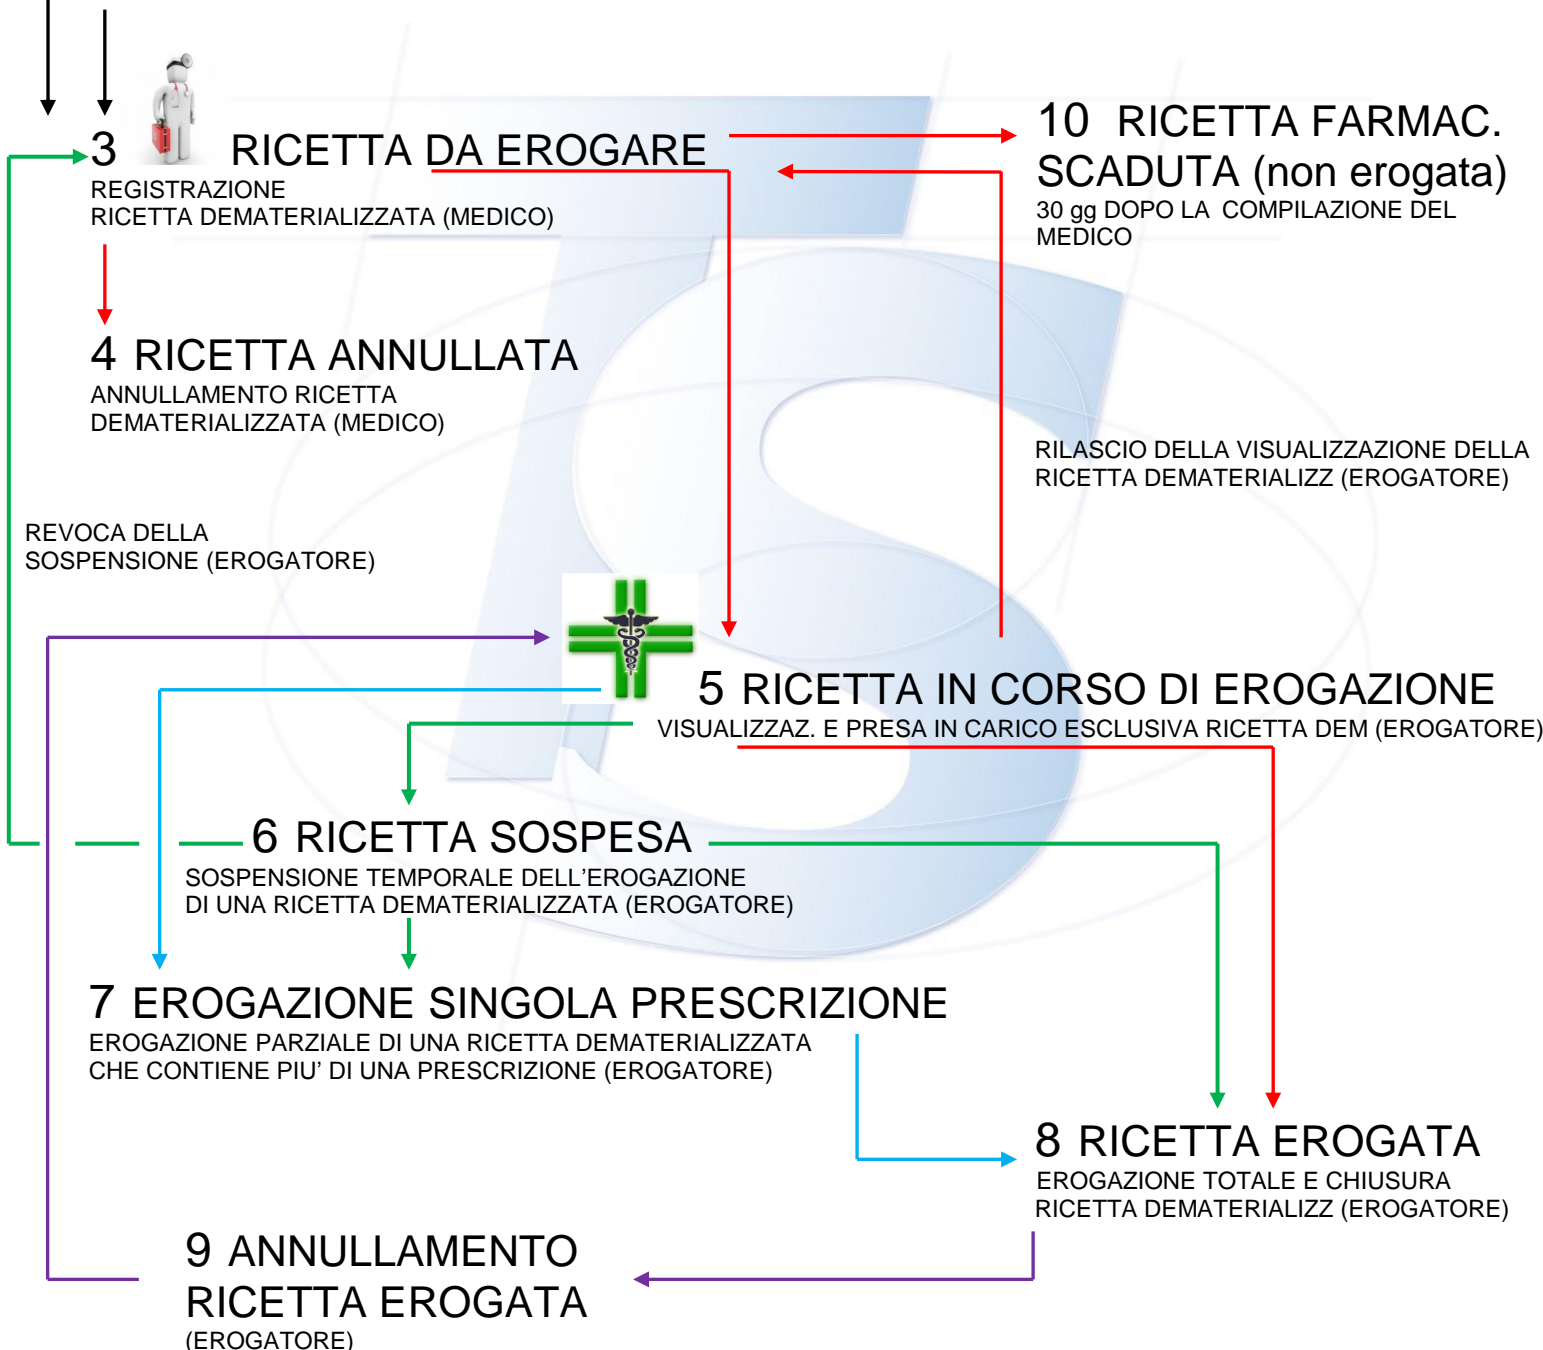 3 RICETTA DA EROGARE
REGISTRAZIONE
RICETTA DEMATERIALIZZATA (MEDICO)
10 RICETTA FARMAC.
SCADUTA (non erogata)
30 gg DOPO LA COMPILAZIONE DEL
MEDICO
4 RICETTA ANNULLATA
ANNULLAMENTO RICETTA
DEMATERIALIZZATA (MEDICO)
RILASCIO DELLA VISUALIZZAZIONE DELLA
RICETTA DEMATERIALIZZ (EROGATORE)
REVOCA DELLA
SOSPENSIONE (EROGATORE)
5 RICETTA IN CORSO DI EROGAZIONE
VISUALIZZAZ. E PRESA IN CARICO ESCLUSIVA RICETTA DEM (EROGATORE)
6 RICETTA SOSPESA
SOSPENSIONE TEMPORALE DELL'EROGAZIONE
DI UNA RICETTA DEMATERIALIZZATA (EROGATORE)
7 EROGAZIONE SINGOLA PRESCRIZIONE
EROGAZIONE PARZIALE DI UNA RICETTA DEMATERIALIZZATA
CHE CONTIENE PIU' DI UNA PRESCRIZIONE (EROGATORE)
8 RICETTA EROGATA
EROGAZIONE TOTALE E CHIUSURA
RICETTA DEMATERIALIZZ (EROGATORE)
9 ANNULLAMENTO
RICETTA EROGATA
(EROGATORE)
TS